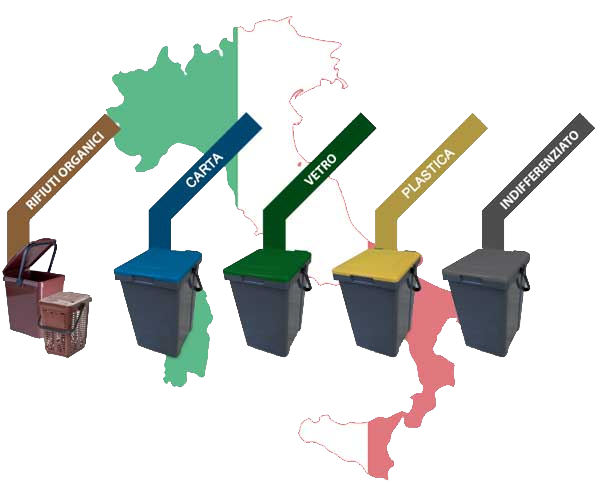 RIFIUTI ORGANICI
CARTA
VETRO
PLASTICA
INDIFFERENZIATO